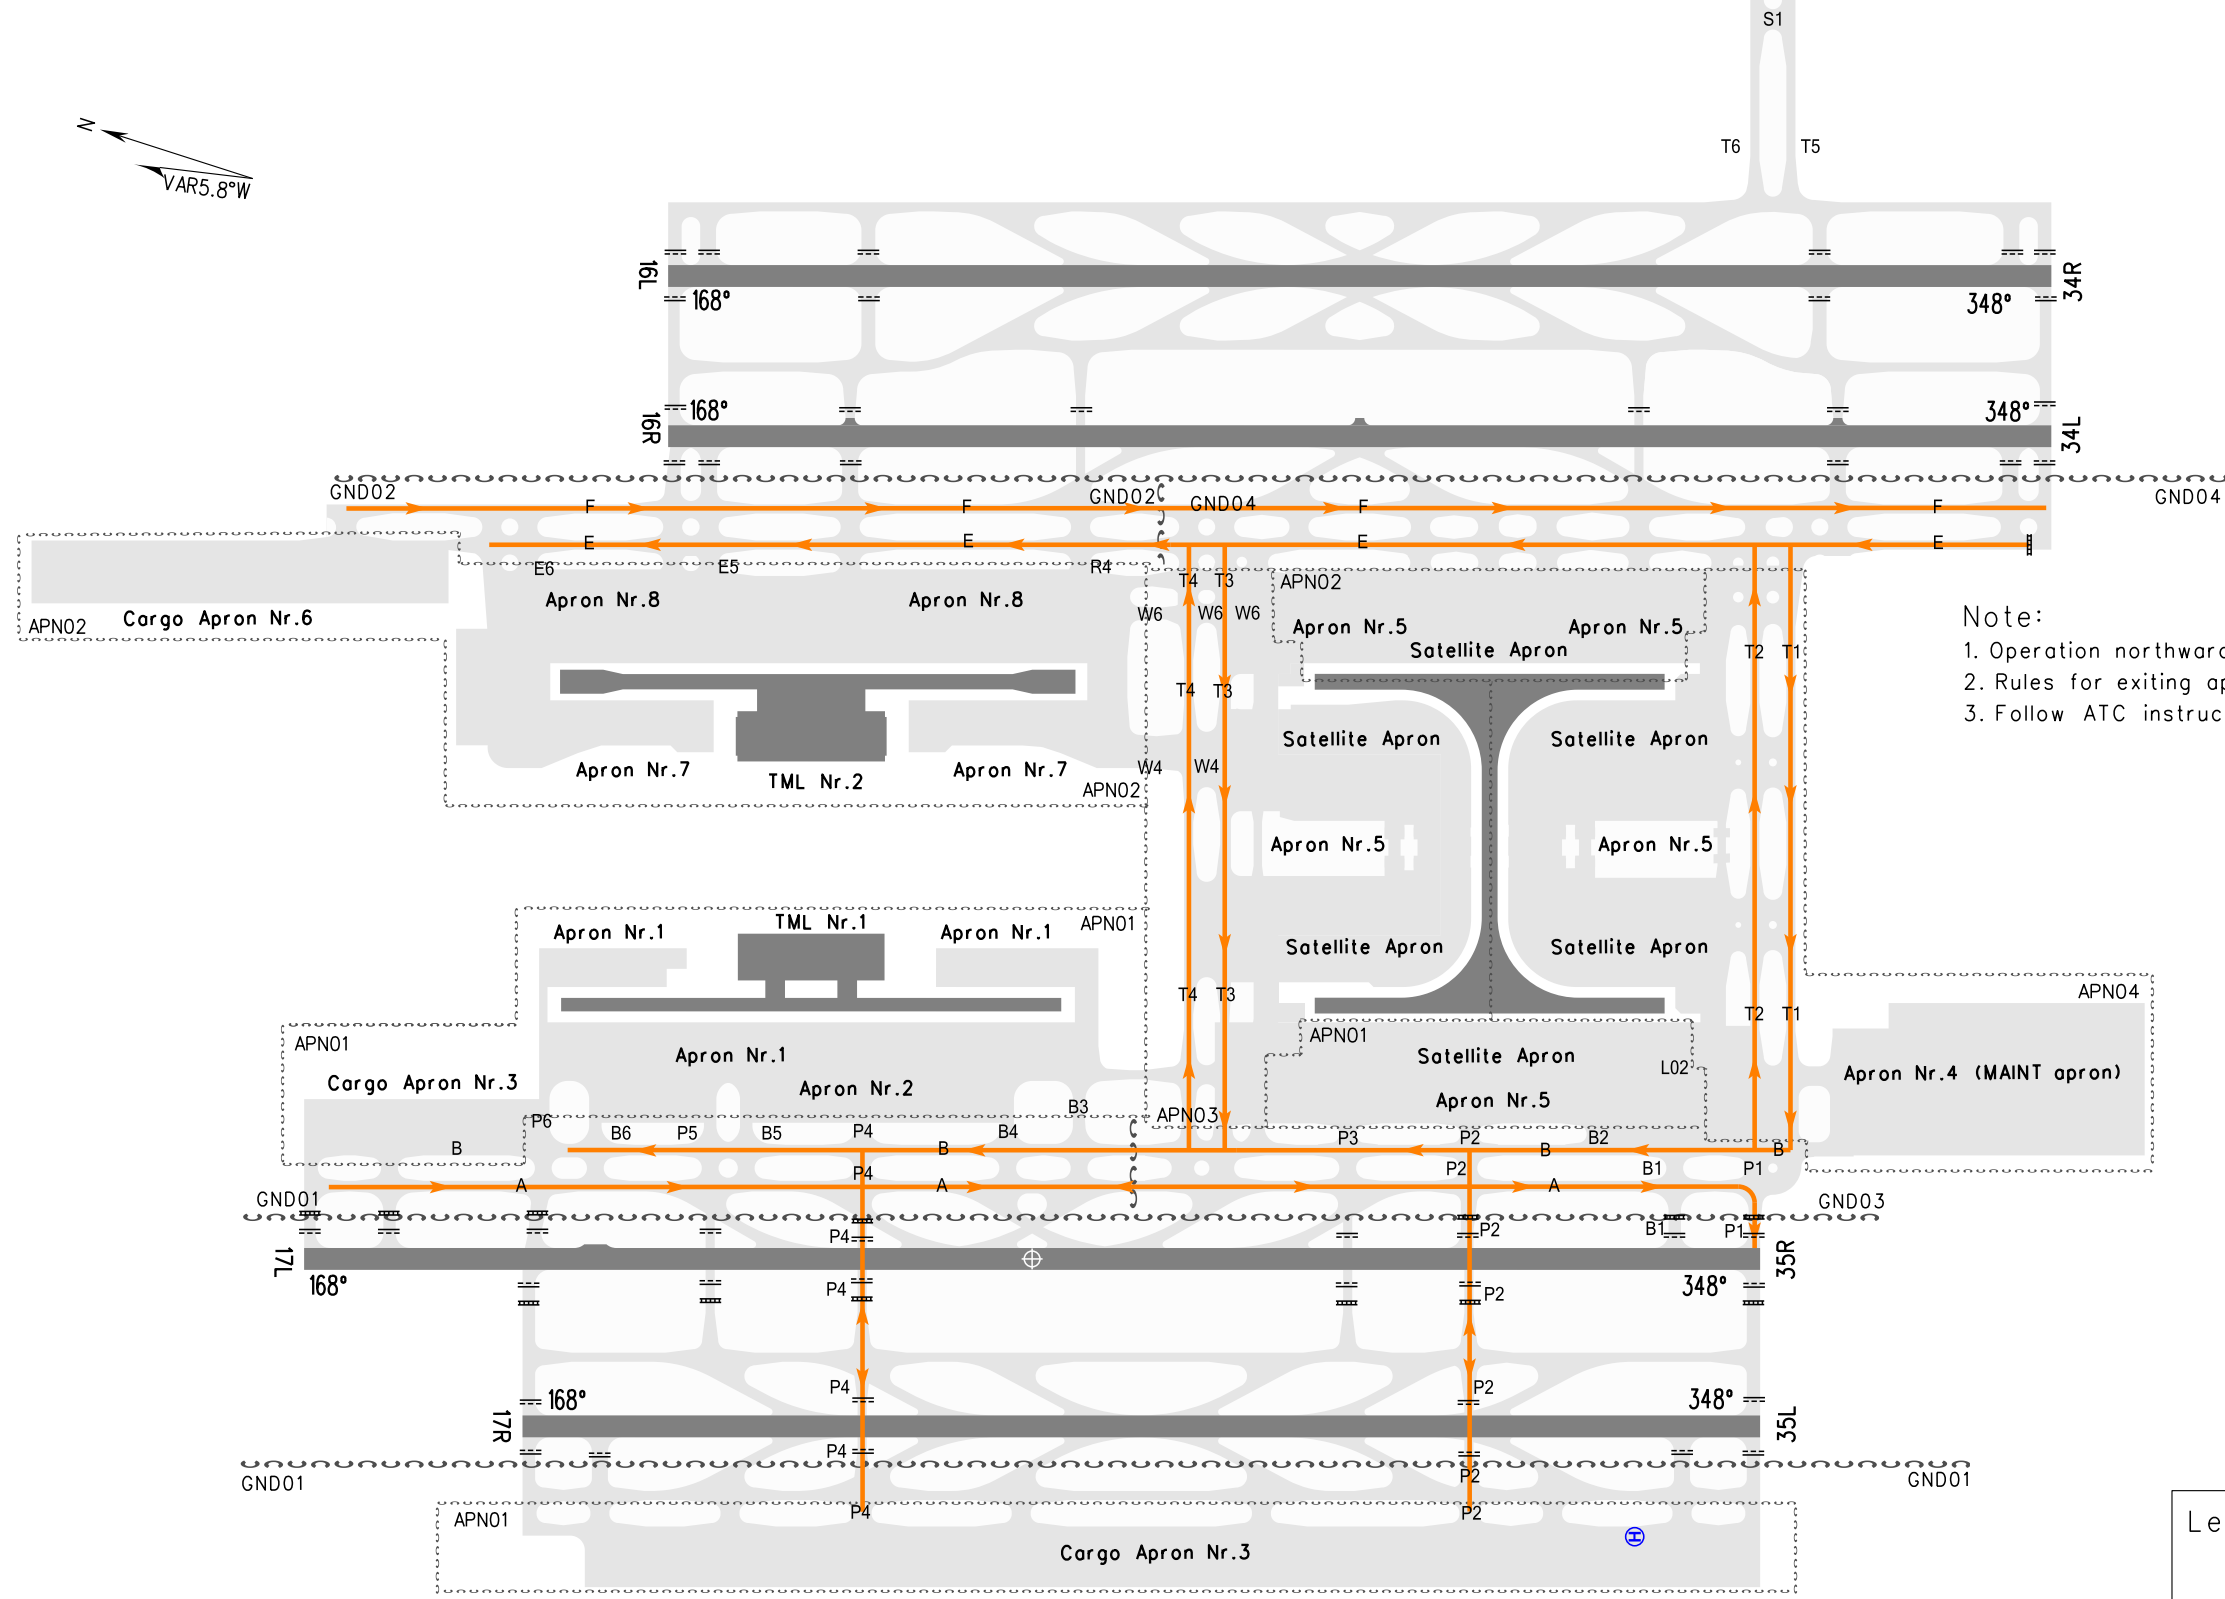 S1
N
VAR5.8°W
T6
T5
16L
168°
348°
34R
16R
168°
348°
34L
GND02
GND02
GND04
GND04
F
F
F
F
E
E
E
E
E6
E5
R4
T4
T3
APN02
W6
W6
W6
Cargo Apron Nr.6
APN02
Apron Nr.8
Apron Nr.8
Apron Nr.5
Apron Nr.5
Satellite Apron
T2
T1
Note:
1. Operation northward
2. Rules for exiting ap
3. Follow ATC instruc
T4
T3
Satellite Apron
Satellite Apron
Apron Nr.7
TML Nr.2
Apron Nr.7
W4
W4
APN02
Apron Nr.5
Apron Nr.5
TML Nr.1
Apron Nr.1
Apron Nr.1
APN01
Satellite Apron
Satellite Apron
T4
T3
APN04
T2
T1
APN01
APN01
Apron Nr.1
Satellite Apron
L02
Cargo Apron Nr.3
Apron Nr.2
Apron Nr.5
Apron Nr.4 (MAINT apron)
B3
APN03
P6
B6
P5
B5
P4
B4
P3
P2
B2
B
B
B
B
P4
P2
B1
P1
A
A
A
GND01
GND03
P4
P2
B1
P1
17L
168°
348°
35R
P4
P2
P4
P2
17R
168°
348°
35L
P4
P2
GND01
GND01
P4
P2
APN01
Cargo Apron Nr.3
H
Le